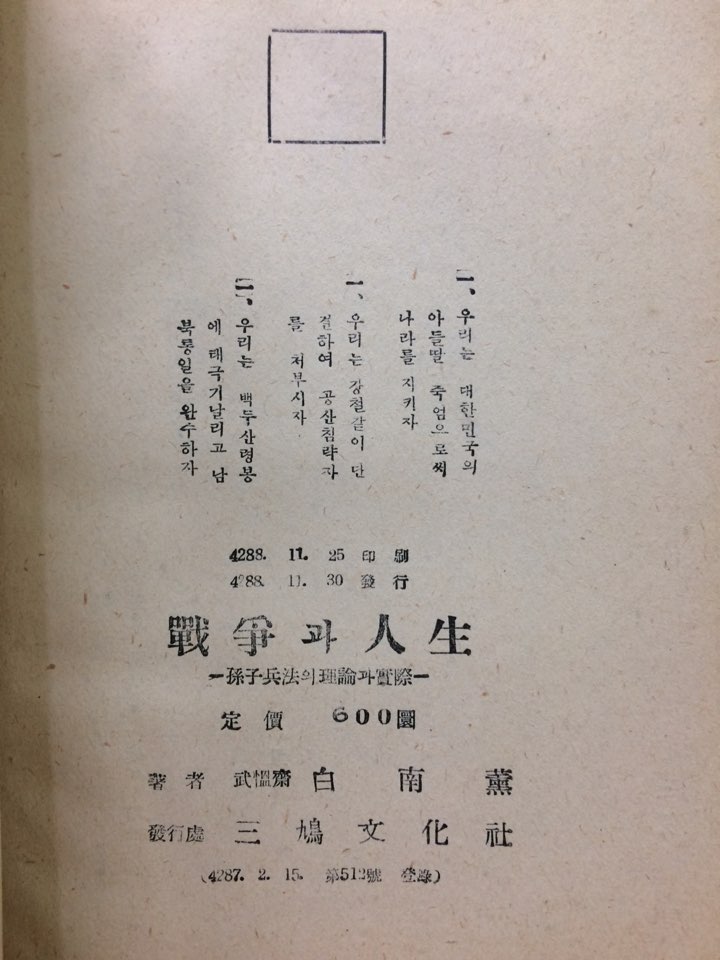 一、우리는 대한민국의
아들딸 죽엄으로써
나라를 지키자
一、우리는 강철같이 단
결하여 공산침략자
를 처부시자
一、우리는 백두산령봉
에 태극기날리고 남
북통일을 완수하자
4288. 11. 25 印刷
4288. 11. 30 發行
戰爭과人生
―孫子兵法의理論과實際―
定價 600圜
著者 武慍齋 白南薰
發行處 三鳩文化社
(4287. 2. 15. 第512號 登錄)